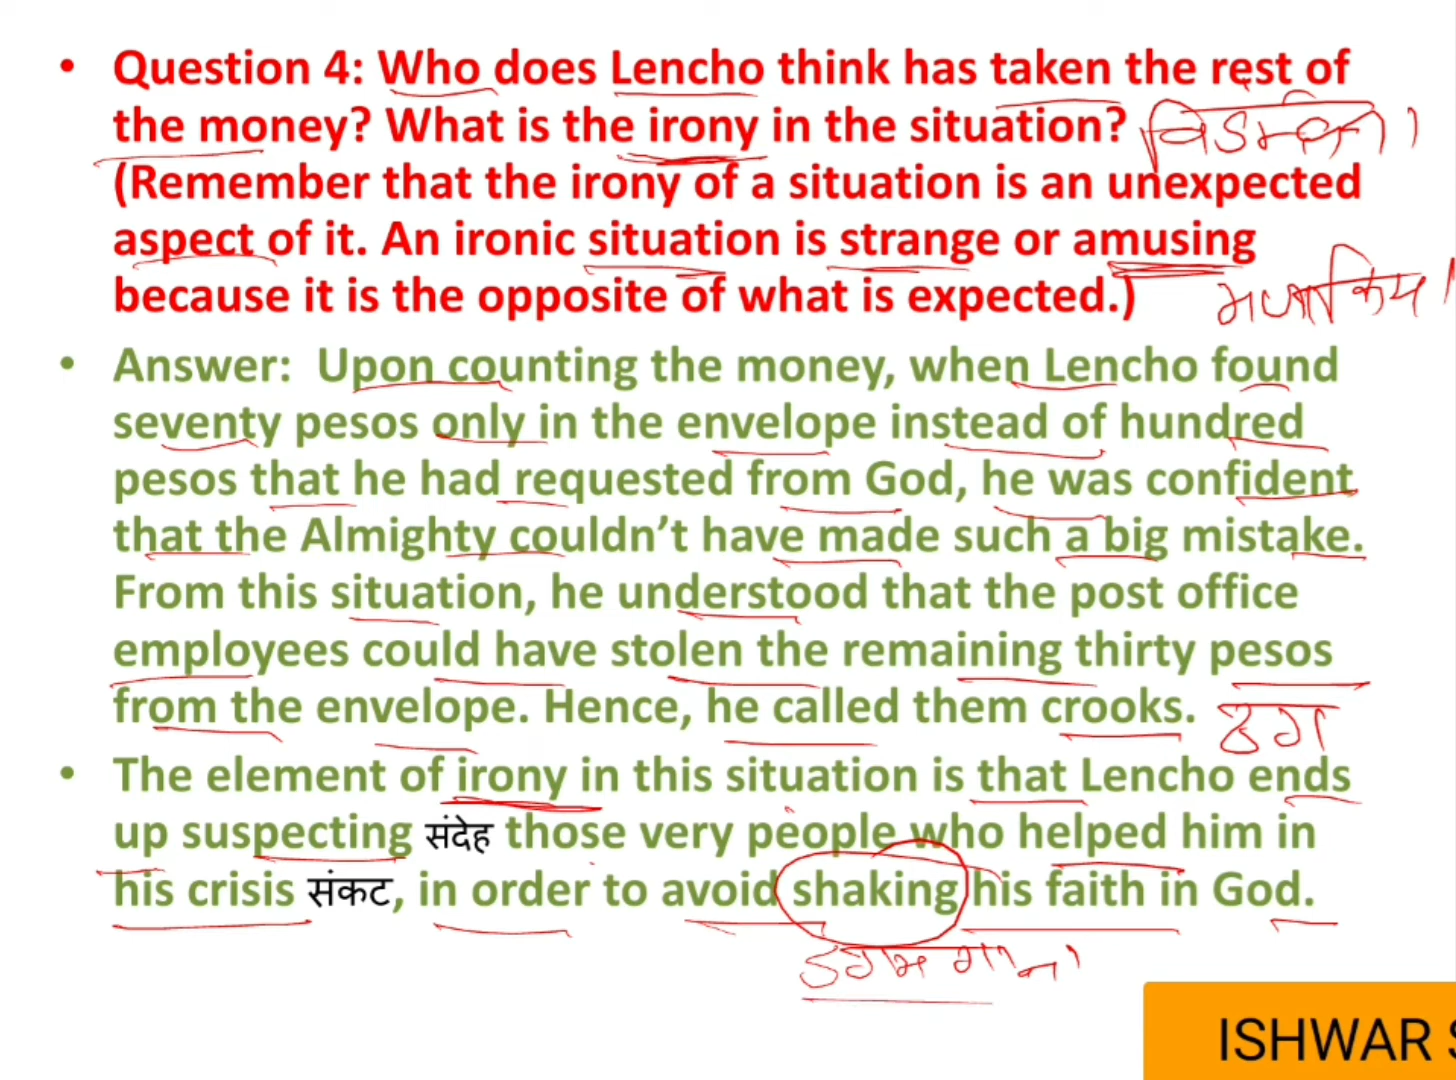 • Question 4: Who does Lencho think has taken the rest of
the money? What is the irony in the situation? विडम्बना
(Remember that the irony of a situation is an unexpected
aspect of it. An ironic situation is strange or amusing
because it is the opposite of what is expected.) मजाकिया
• Answer: Upon counting the money, when Lencho found
seventy pesos only in the envelope instead of hundred
pesos that he had requested from God, he was confident
that the Almighty couldn't have made such a big mistake.
From this situation, he understood that the post office
employees could have stolen the remaining thirty pesos
from the envelope. Hence, he called them crooks. ठग
• The element of irony in this situation is that Lencho ends
up suspecting संदेह those very people who helped him in
his crisis संकट, in order to avoid shaking his faith in God.
डगमगाना
ISHWAR S